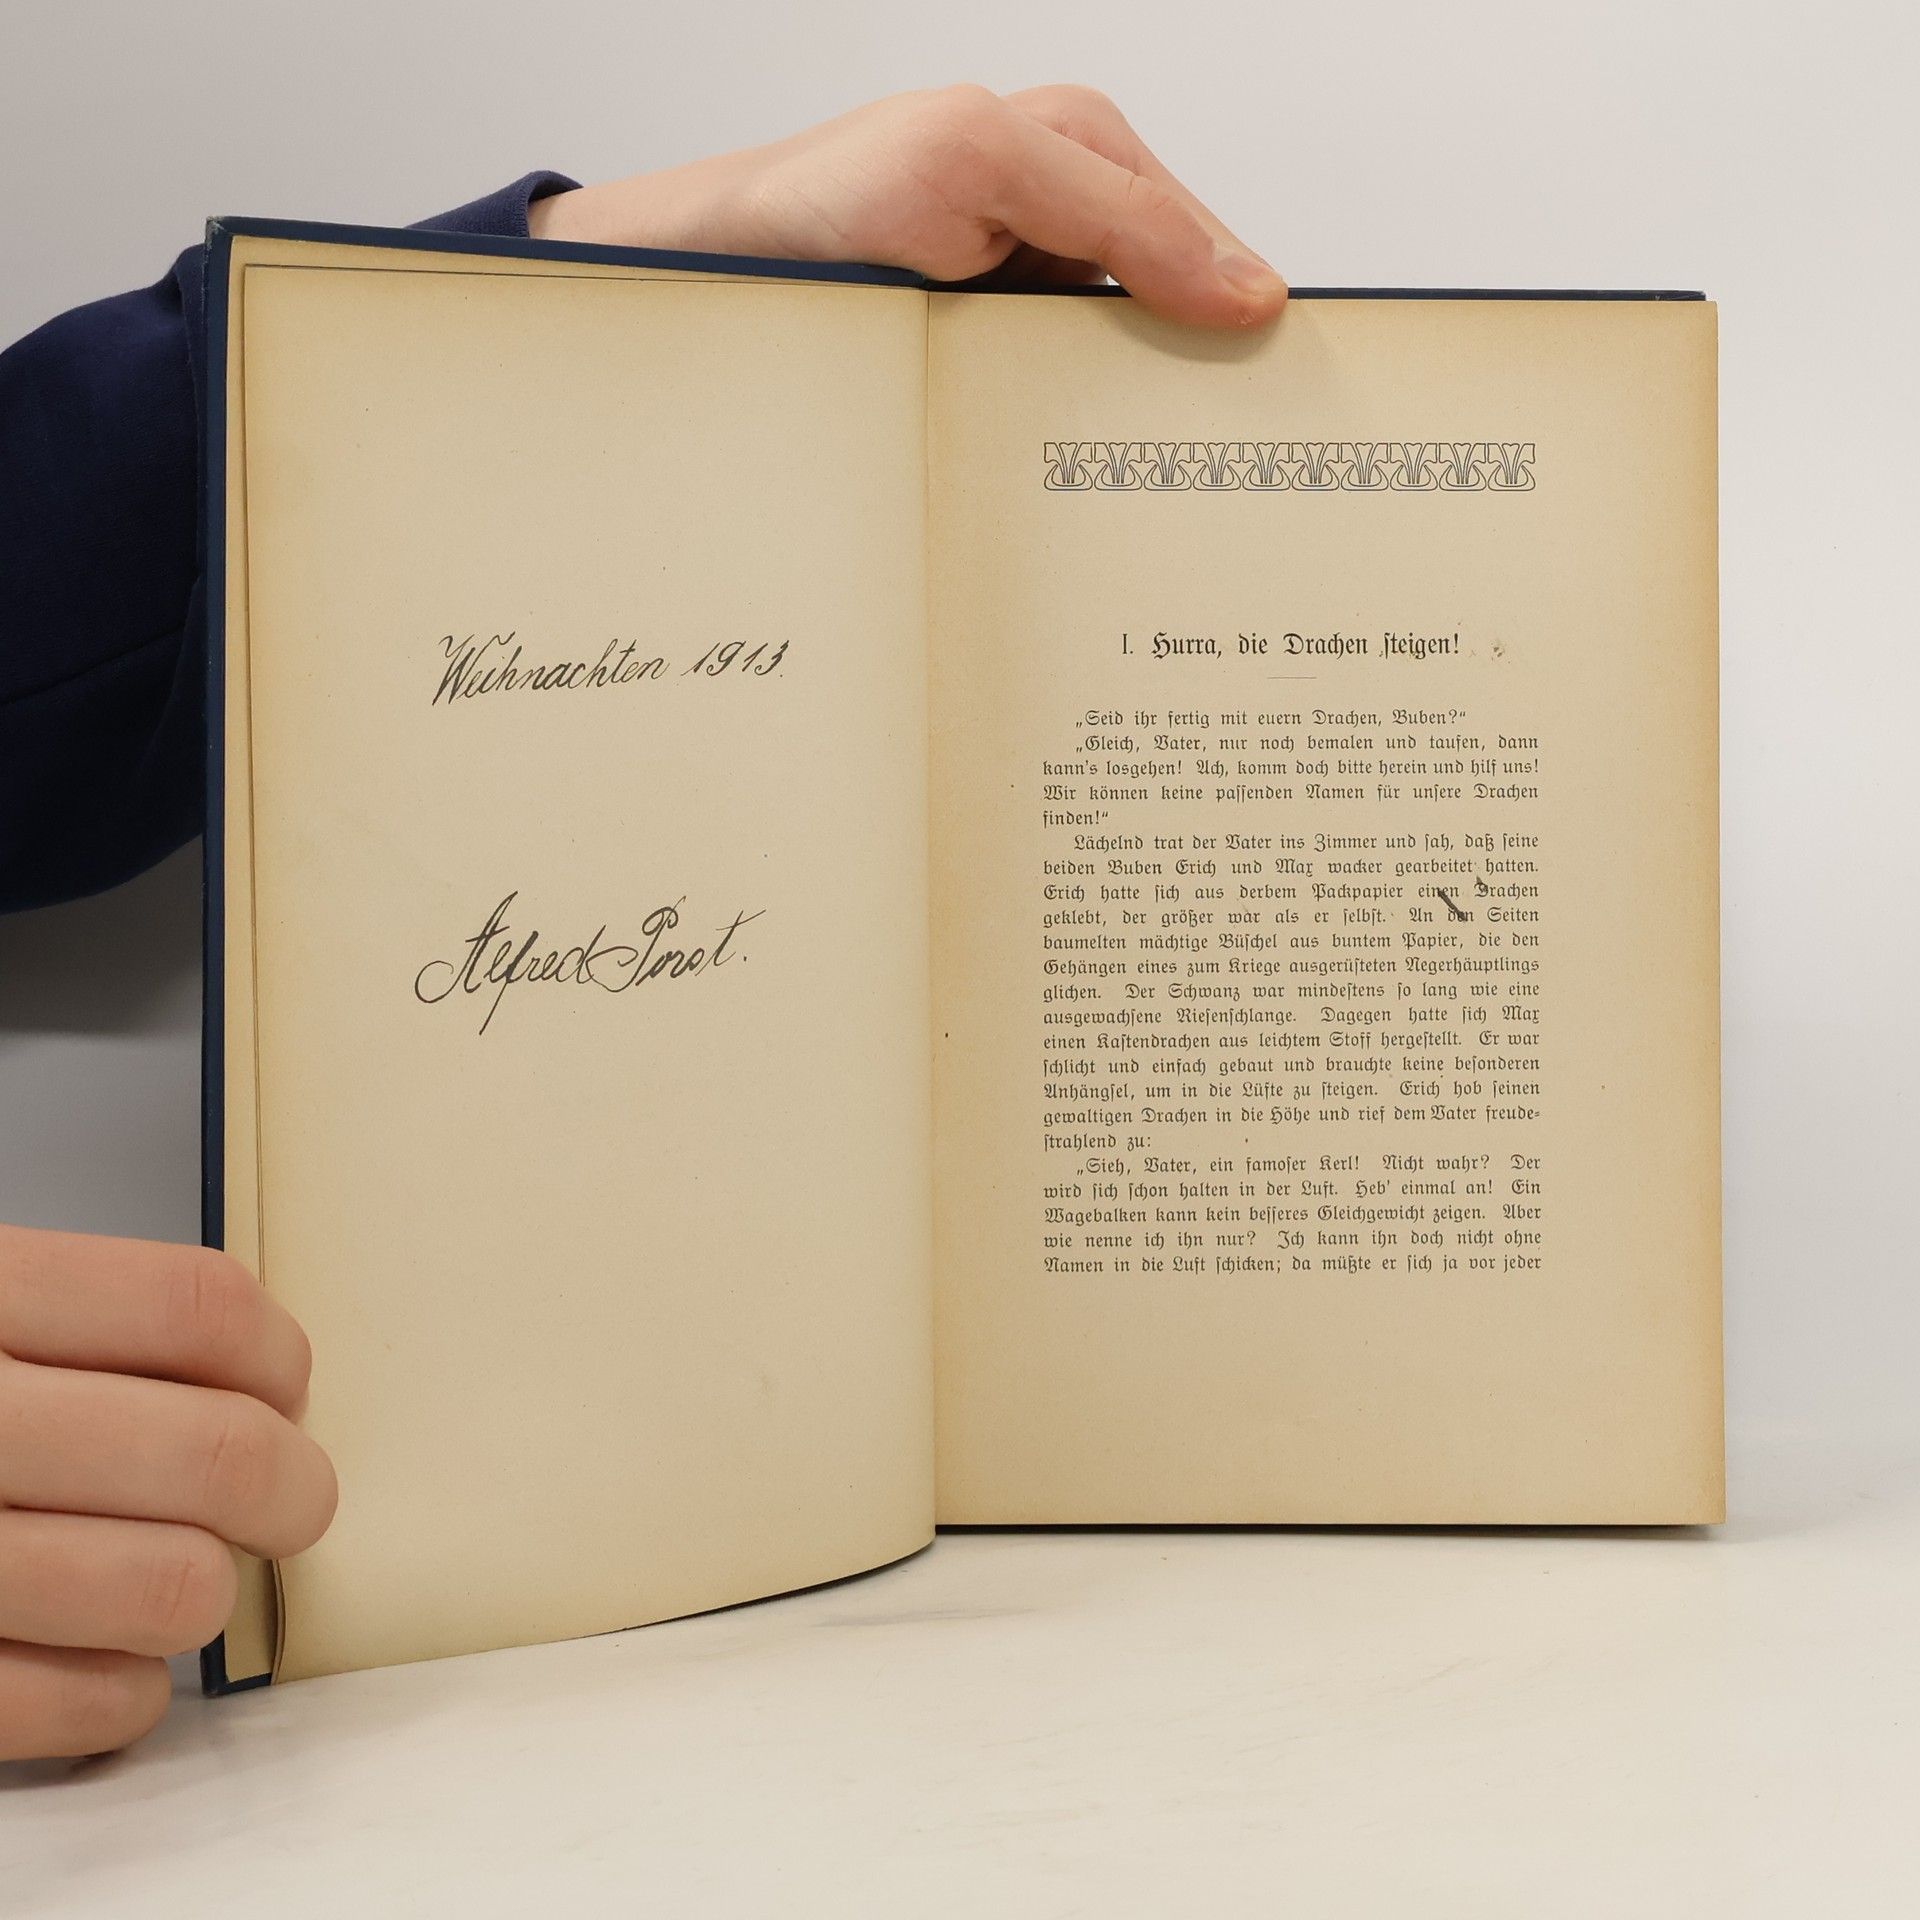 Weihnachten 1913.
Alfred Porst.
I. Hurra, die Drachen steigen!
„Seid ihr fertig mit euern Drachen, Buben?“
„Gleich, Vater, nur noch bemalen und taufen, dann
kann's losgehen! Ach, komm doch bitte herein und hilf uns!
Wir können keine passenden Namen für unsere Drachen
finden!“
Lächelnd trat der Vater ins Zimmer und sah, daß seine
beiden Buben Erich und Max wacker gearbeitet hatten.
Erich hatte sich aus derbem Packpapier einen Drachen
geklebt, der größer war als er selbst. An den Seiten
baumelten mächtige Büschel aus buntem Papier, die den
Gehängen eines zum Kriege ausgerüsteten Negerhäuptlings
glichen. Der Schwanz war mindestens so lang wie eine
ausgewachsene Riesenschlange. Dagegen hatte sich Max
einen Kastendrachen aus leichtem Stoff hergestellt. Er war
schlicht und einfach gebaut und brauchte keine besonderen
Anhängsel, um in die Lüfte zu steigen. Erich hob seinen
gewaltigen Drachen in die Höhe und rief dem Vater freude-
strahlend zu:
„Sieh, Vater, ein famoser Kerl! Nicht wahr? Der
wird sich schon halten in der Luft. Heb' einmal an! Ein
Wagebalken kann kein besseres Gleichgewicht zeigen. Aber
wie nenne ich ihn nur? Ich kann ihn doch nicht ohne
Namen in die Luft schicken; da müßte er sich ja vor jeder